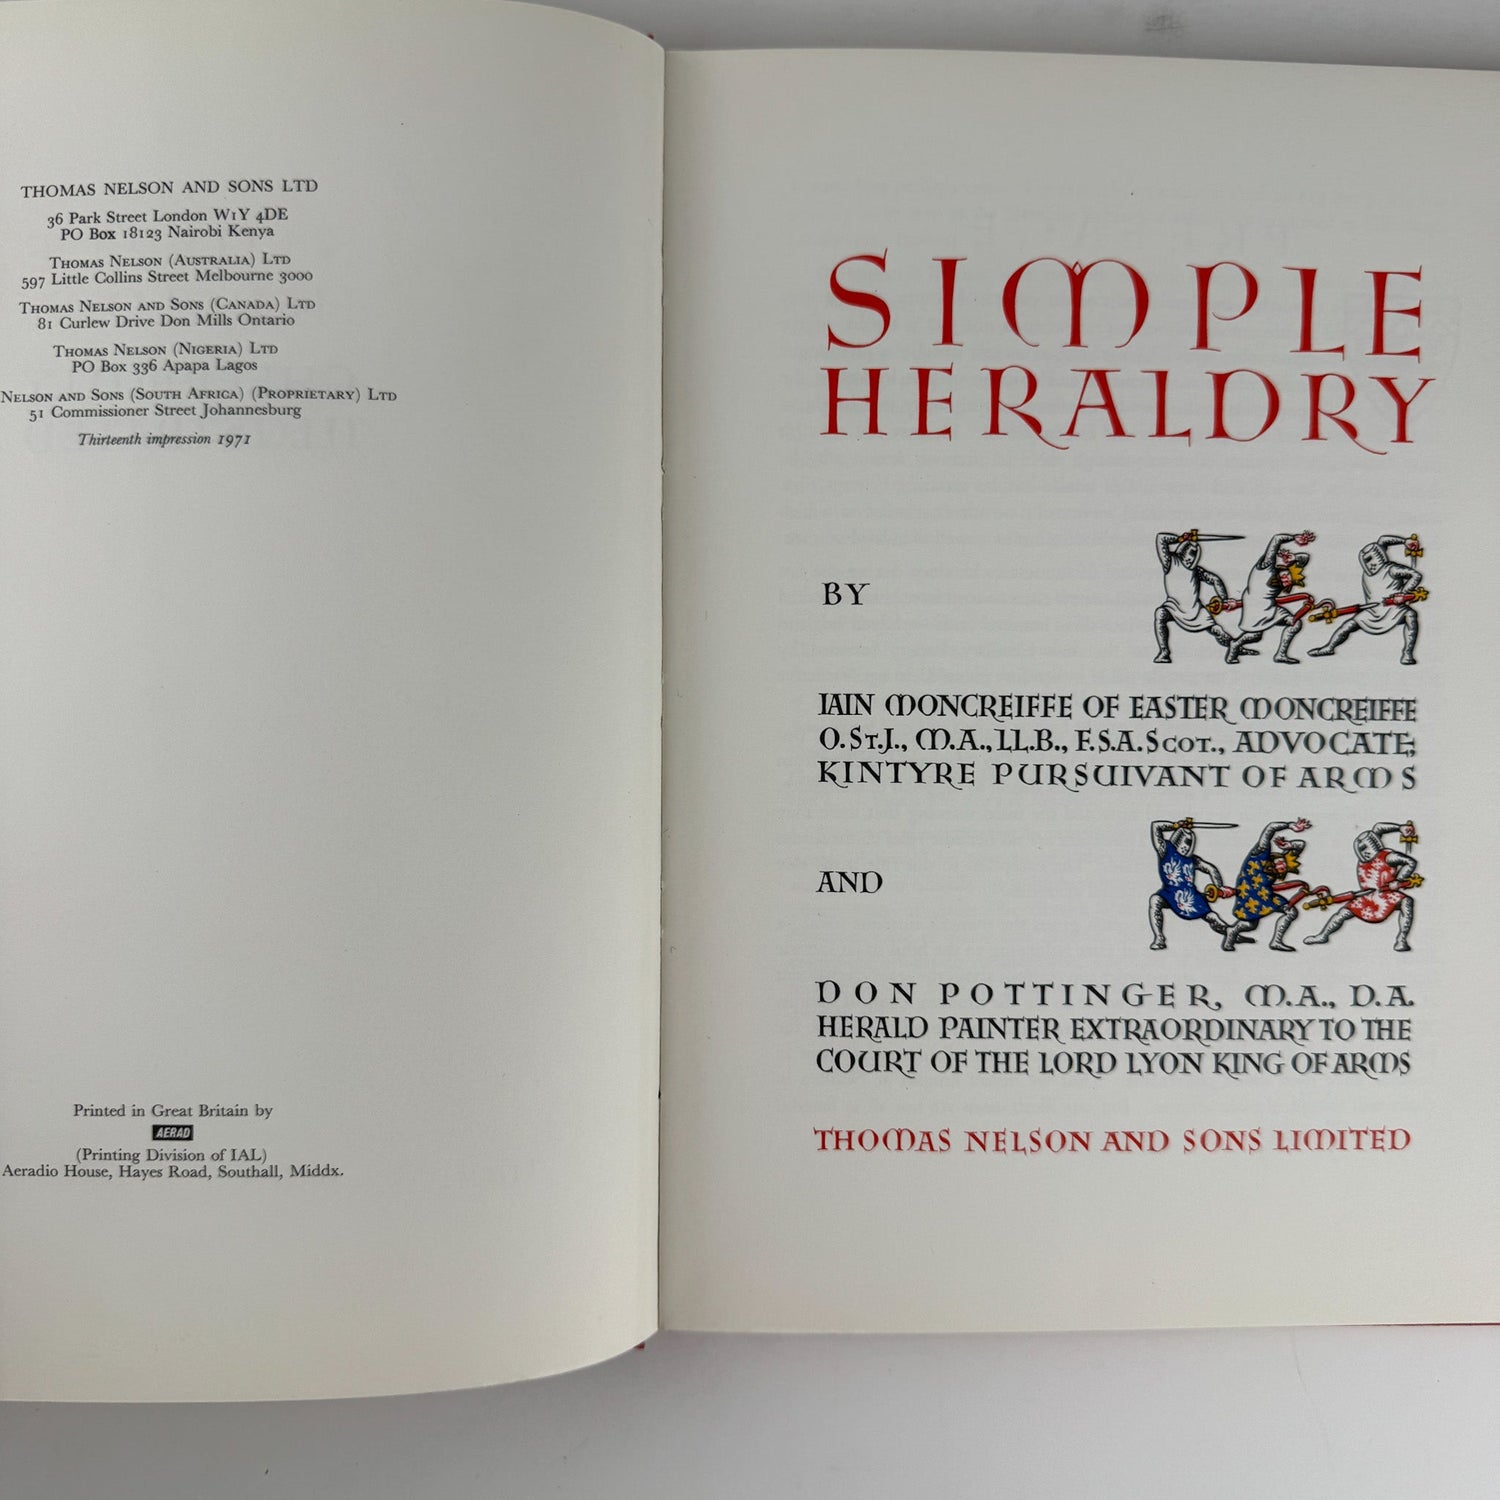 THOMAS NELSON AND SONS LTD
36 Park Street London W1Y 4DE
PO Box 18123 Nairobi Kenya
THOMAS NELSON (AUSTRALIA) LTD
597 Little Collins Street Melbourne 3000
THOMAS NELSON AND SONS (CANADA) LTD
81 Curlew Drive Don Mills Ontario
THOMAS NELSON (NIGERIA) LTD
PO Box 336 Apapa Lagos
NELSON AND SONS (SOUTH AFRICA) (PROPRIETARY) LTD
51 Commissioner Street Johannesburg
Thirteenth impression 1971
Printed in Great Britain by
AERAD
(Printing Division of IAL)
Aeradio House, Hayes Road, Southall, Middx.
SIMPLE
HERALDRY
BY
IAIN MONCREIFFE OF EASTER MONCREIFFE
O.ST.J., M.A., LL.B., F.S.A.SCOT., ADVOCATE;
KINTYRE PURSUIVANT OF ARMS
AND
DON POTTINGER, M.A., D.A.
HERALD PAINTER EXTRAORDINARY TO THE
COURT OF THE LORD LYON KING OF ARMS
THOMAS NELSON AND SONS LIMITED